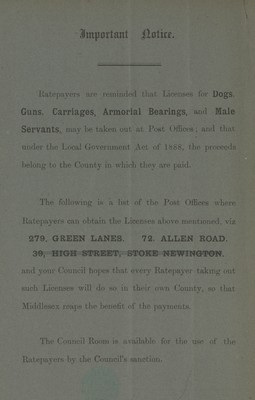 Important Notice.
Ratepayers are reminded that Licenses for Dogs,
Guns, Carriages, Armorial Bearings, and Male
Servants, may be taken out at Post Offices, and that
under the Local Government Act of 1888, the proceeds
belong to the County in which they are paid.
The following is a list of the Post Offices where
Ratepayers can obtain the Licenses above mentioned, viz
279, GREEN LANES. 72, ALLEN ROAD.
39, HIGH STREET, STOKE NEWINGTON,
and your Council hopes that every Ratepayer taking out
such Licenses will do so in their own County, so that
Middlesex reaps the benefit of the payments.
The Council Room is available for the use of the
Ratepayers by the Council's sanction.